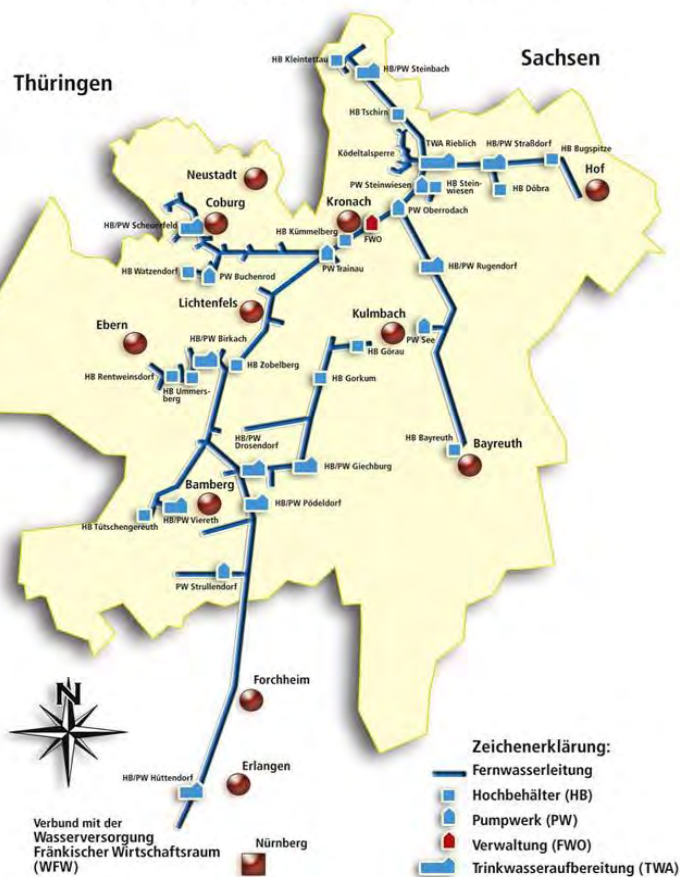 Thüringen
Sachsen
HB Kleintettau
HB/PW Steinbach
HB Tschirn
Ködeltalsperre
TWA Rieblich
HB/PW Straßdorf
HB Bugspitze
Hof
PW Steinwiesen
HB Stein-
wiesen
HB Döbra
Neustadt
Coburg
Kronach
PW Oberrodach
HB/PW Scheuerfeld
HB Kümmelberg
FWO
HB Watzendorf
PW Buchenrod
PW Trainau
HB/PW Rugendorf
Lichtenfels
Kulmbach
Ebern
PW See
HB/PW Birkach
HB Görau
HB Zobelberg
HB Rentweinsdorf
HB Ummers-
berg
HB Gorkum
HB/PW
Drosendorf
HB Bayreuth
Bayreuth
HB/PW Giechburg
Bamberg
HB/PW Pödeldorf
HB Tütschengereuth
HB/PW Viereth
PW Strullendorf
N
Forchheim
Erlangen
HB/PW Hüttendorf
Nürnberg
Verbund mit der
Wasserversorgung
Fränkischer Wirtschaftsraum
(WFW)
Zeichenerklärung:
Fernwasserleitung
Hochbehälter (HB)
Pumpwerk (PW)
Verwaltung (FWO)
Trinkwasseraufbereitung (TWA)